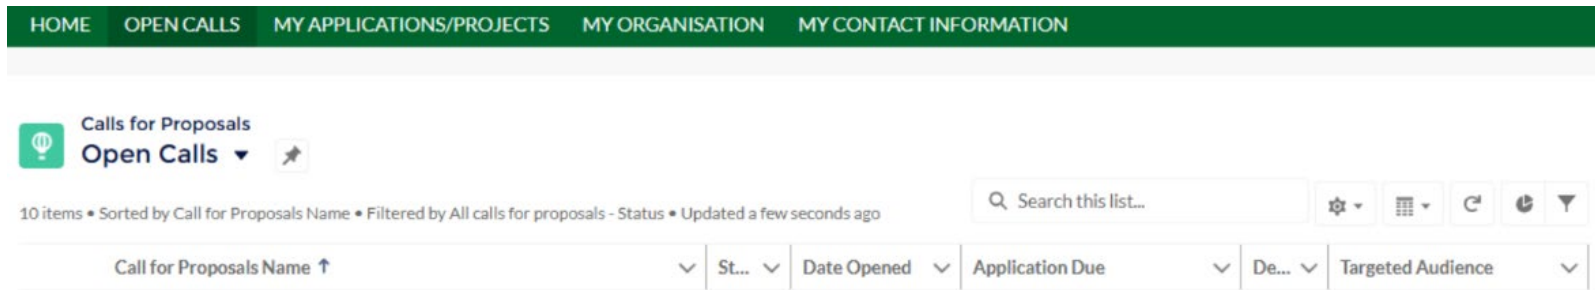 HOME OPEN CALLS MY APPLICATIONS/PROJECTS MY ORGANISATION MY CONTACT INFORMATION
Calls for Proposals
Open Calls
10 items • Sorted by Call for Proposals Name • Filtered by All calls for proposals - Status • Updated a few seconds ago
Search this list...
Call for Proposals Name ↑ St... Date Opened Application Due De... Targeted Audience